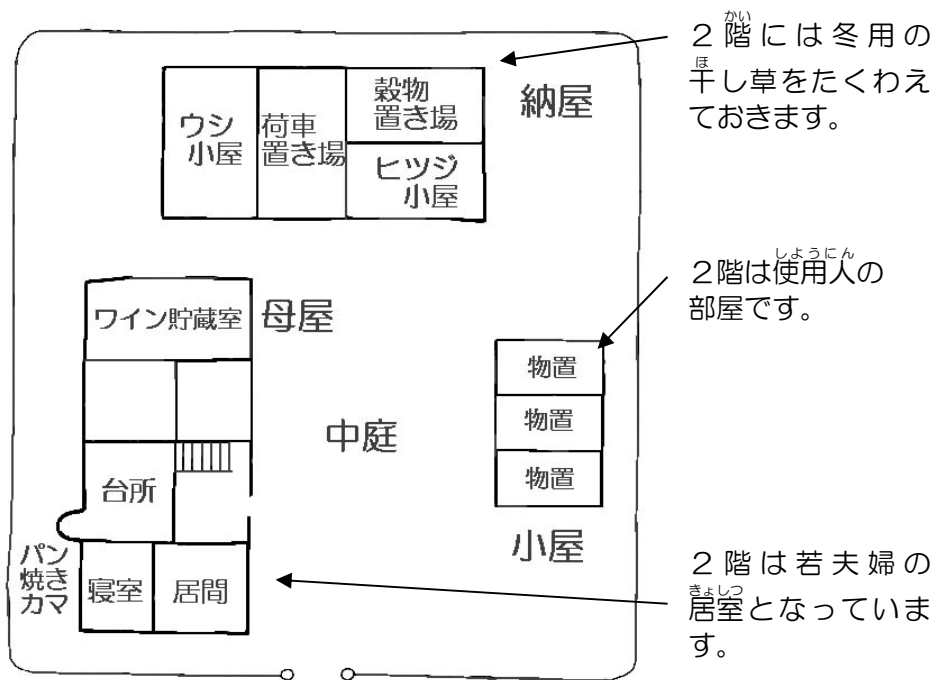 かい
２階には冬用の
ほ
干し草をたくわえ
ておきます。
納屋
ウシ
小屋
荷車
置き場
穀物
置き場
ヒツジ
小屋
しようにん
２階は使用人の
部屋です。
ワイン貯蔵室
母屋
物置
物置
物置
中庭
台所
小屋
パン
焼き
カマ
寝室
居間
２階は若夫婦の
きょしつ
居室となっていま
す。